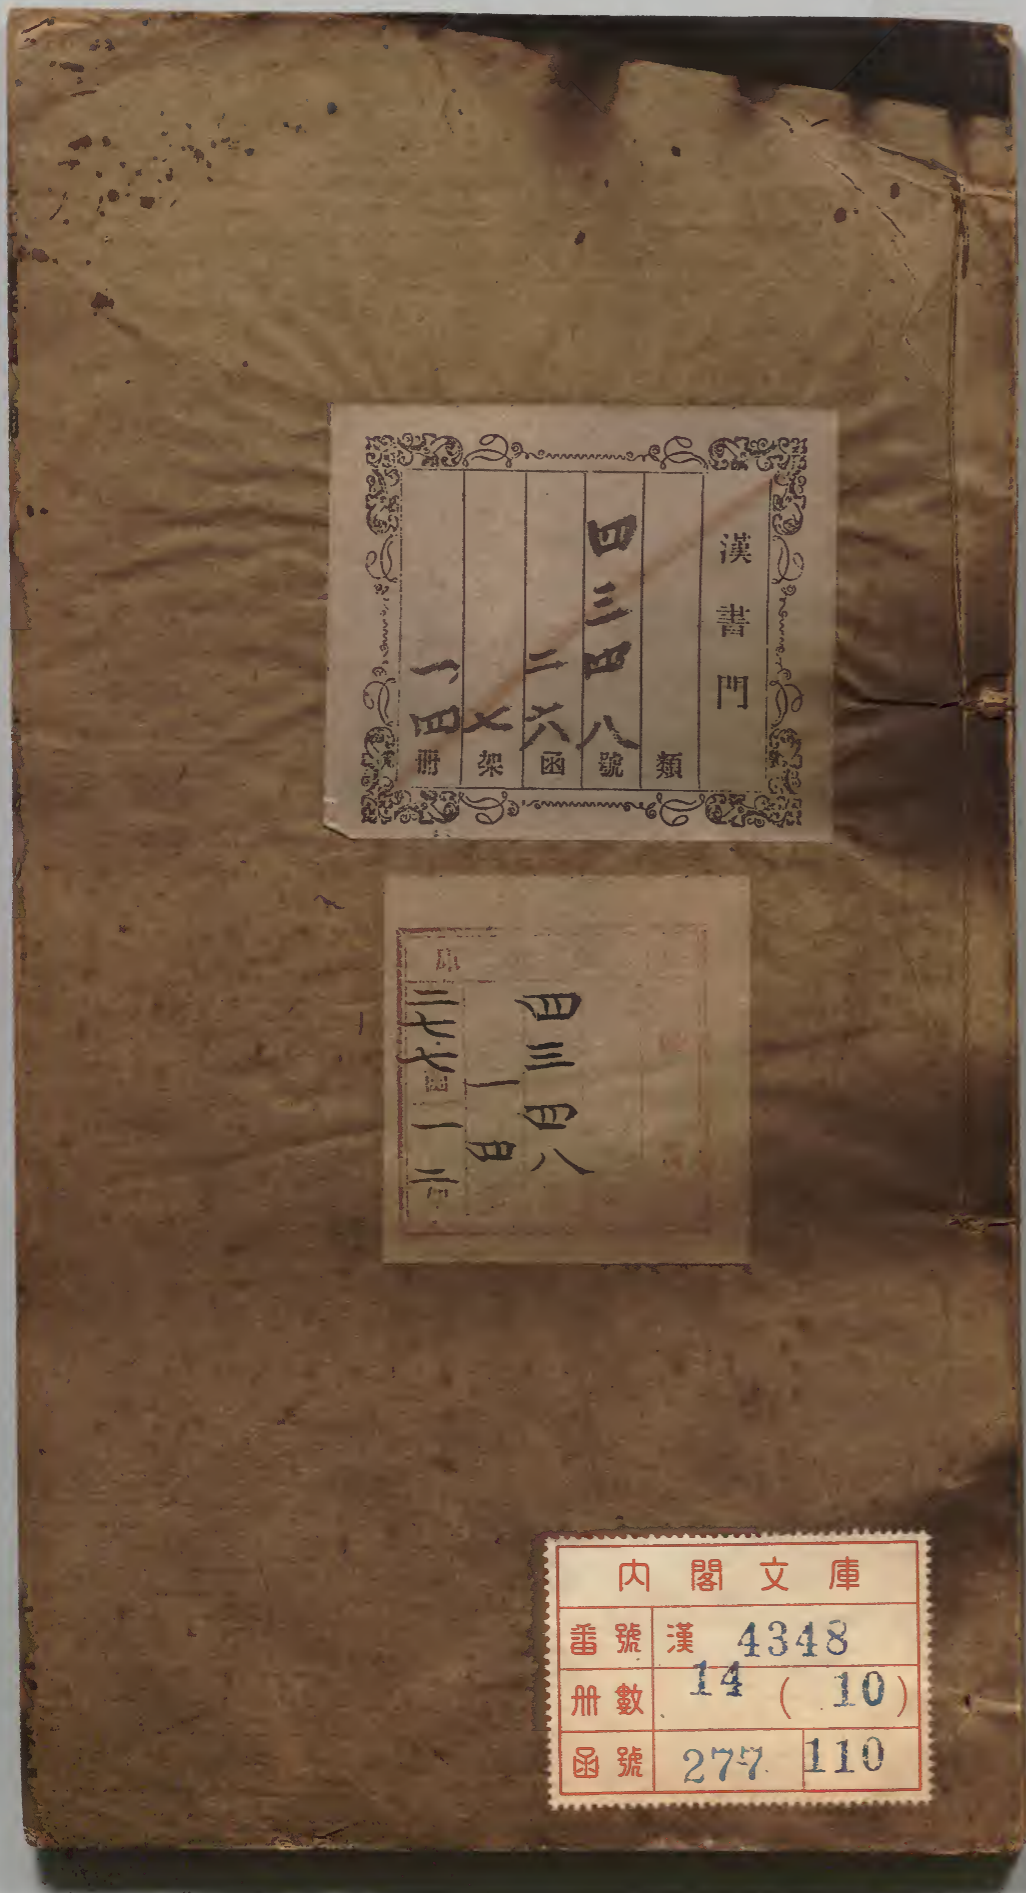 漢書門
類
四三四八號
二六函
七架
一四冊
四三四八
一四
内閣文庫
番號 漢 4348
冊數 14 ( 10 )
函號 277 110